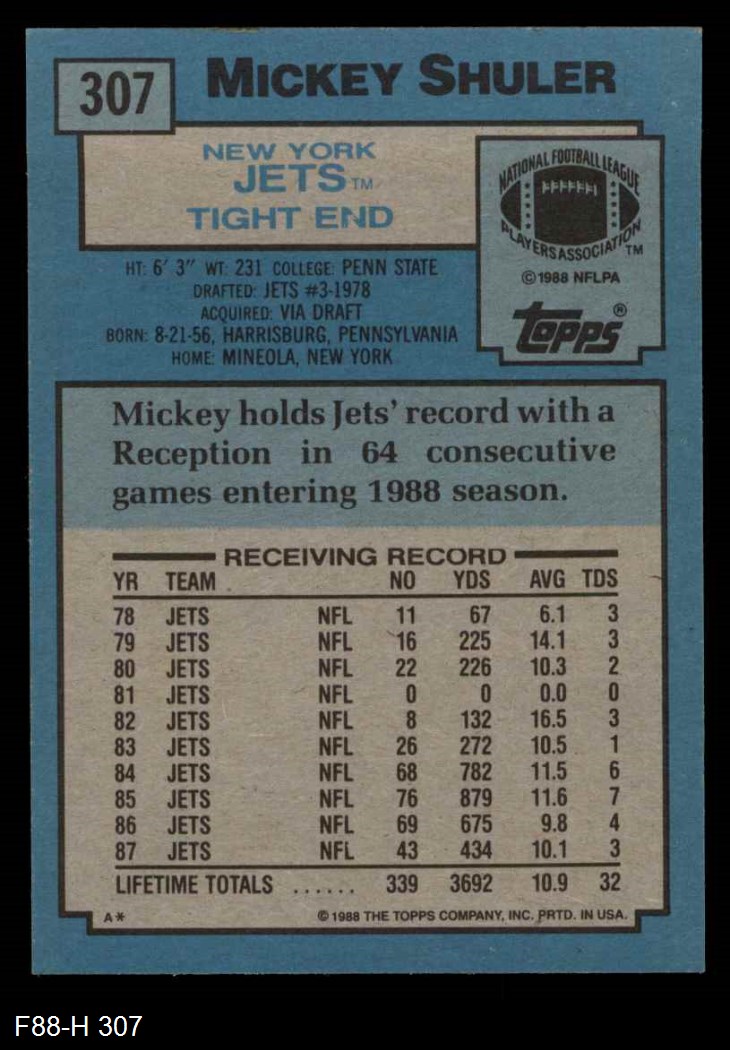 307
MICKEY SHULER
NEW YORK
JETS™
TIGHT END
NATIONAL FOOTBALL LEAGUE
PLAYERS ASSOCIATION™
©1988 NFLPA
topps®
HT: 6′ 3″ WT: 231 COLLEGE: PENN STATE
DRAFTED: JETS #3-1978
ACQUIRED: VIA DRAFT
BORN: 8-21-56, HARRISBURG, PENNSYLVANIA
HOME: MINEOLA, NEW YORK
Mickey holds Jets' record with a
Reception in 64 consecutive
games entering 1988 season.
RECEIVING RECORD
YR TEAM NO YDS AVG TDS
78 JETS NFL 11 67 6.1 3
79 JETS NFL 16 225 14.1 3
80 JETS NFL 22 226 10.3 2
81 JETS NFL 0 0 0.0 0
82 JETS NFL 8 132 16.5 3
83 JETS NFL 26 272 10.5 1
84 JETS NFL 68 782 11.5 6
85 JETS NFL 76 879 11.6 7
86 JETS NFL 69 675 9.8 4
87 JETS NFL 43 434 10.1 3
LIFETIME TOTALS ...... 339 3692 10.9 32
A* ©1988 THE TOPPS COMPANY, INC. PRTD. IN USA.
F88-H 307